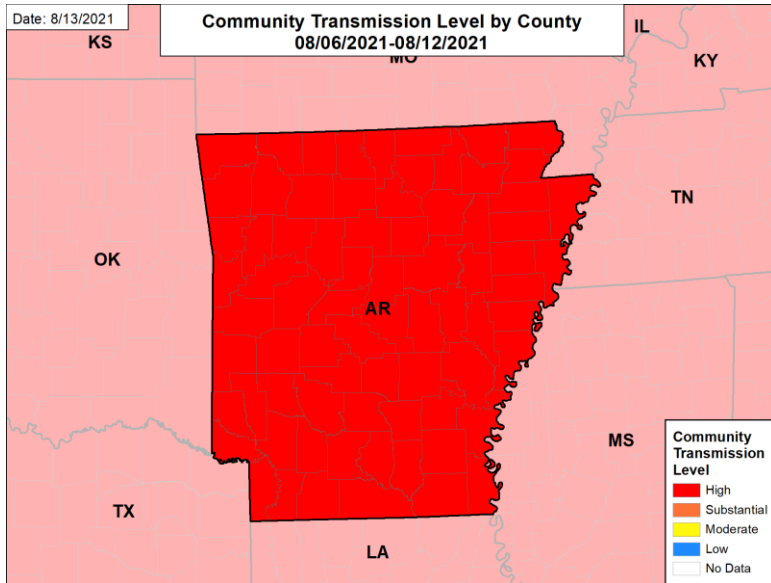 Date: 8/13/2021
Community Transmission Level by County
08/06/2021-08/12/2021
KS
MO
IL
KY
TN
OK
AR
MS
TX
LA
Community
Transmission
Level
High
Substantial
Moderate
Low
No Data